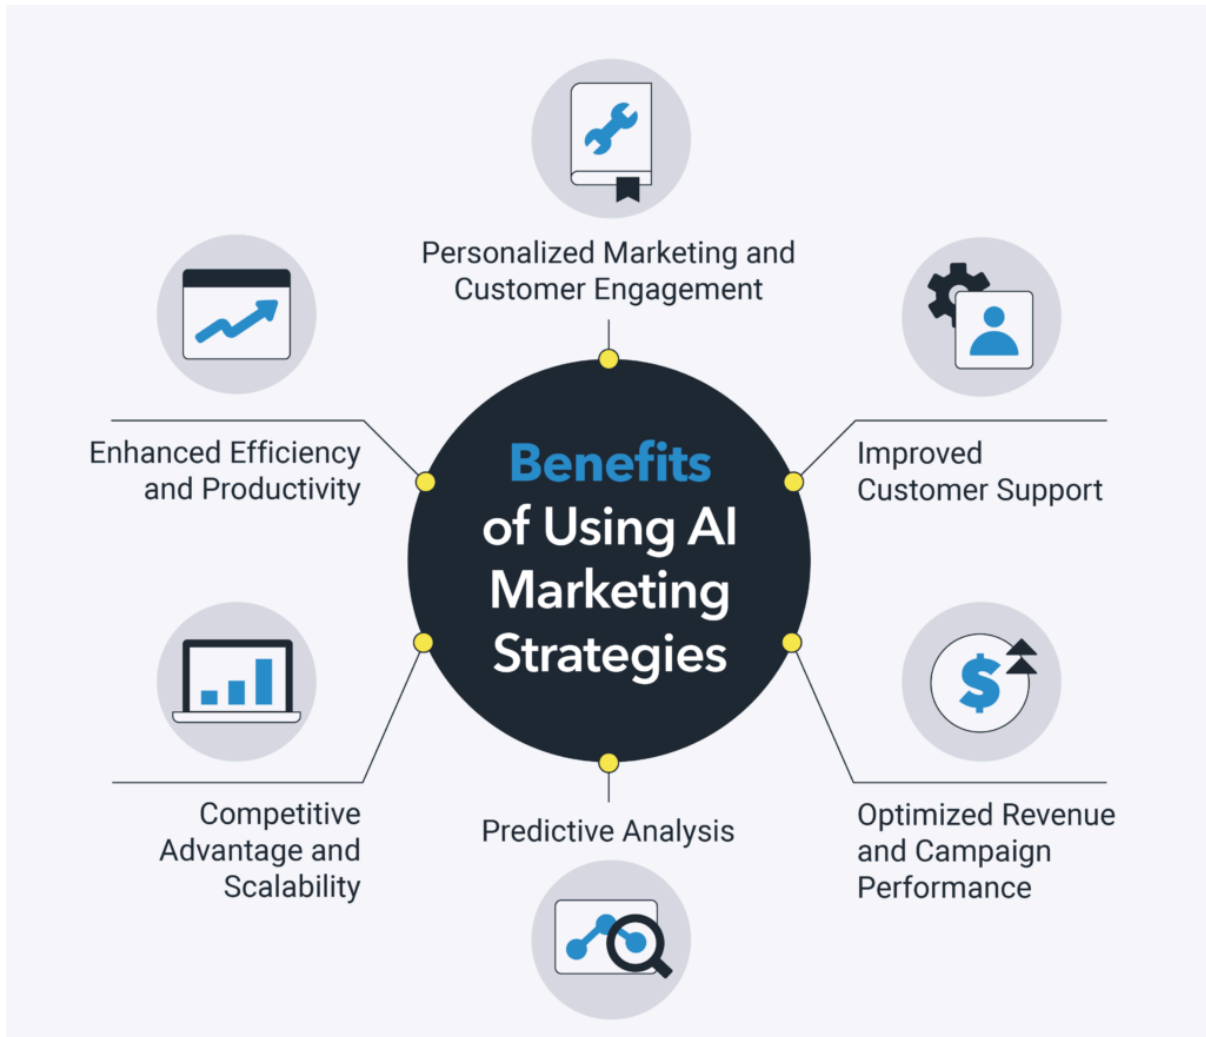 Personalized Marketing and
Customer Engagement
Enhanced Efficiency
and Productivity
Improved
Customer Support
Benefits
of Using AI
Marketing
Strategies
Competitive
Advantage and
Scalability
Predictive Analysis
Optimized Revenue
and Campaign
Performance
$